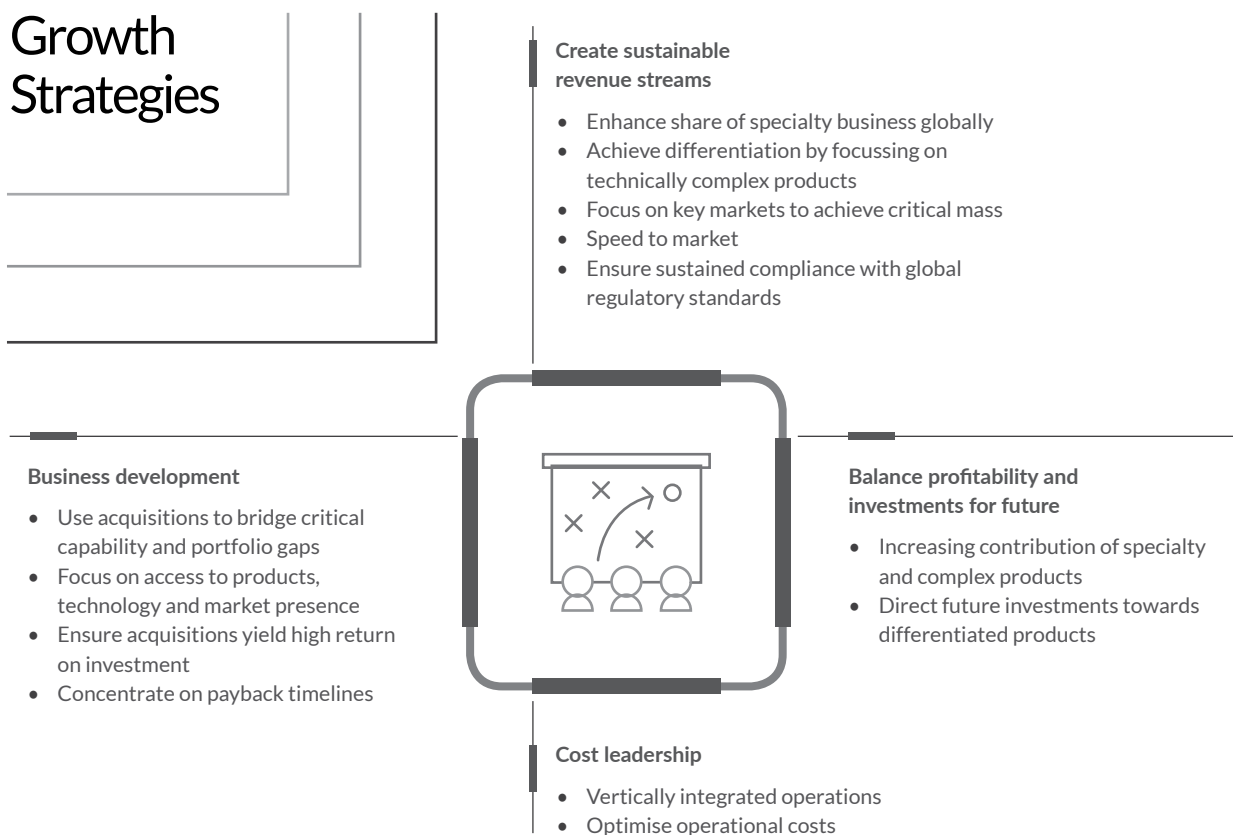 Growth
Strategies
Create sustainable
revenue streams
• Enhance share of specialty business globally
• Achieve differentiation by focussing on
technically complex products
• Focus on key markets to achieve critical mass
• Speed to market
• Ensure sustained compliance with global
regulatory standards
Business development
• Use acquisitions to bridge critical
capability and portfolio gaps
• Focus on access to products,
technology and market presence
• Ensure acquisitions yield high return
on investment
• Concentrate on payback timelines
Balance profitability and
investments for future
• Increasing contribution of specialty
and complex products
• Direct future investments towards
differentiated products
Cost leadership
• Vertically integrated operations
• Optimise operational costs